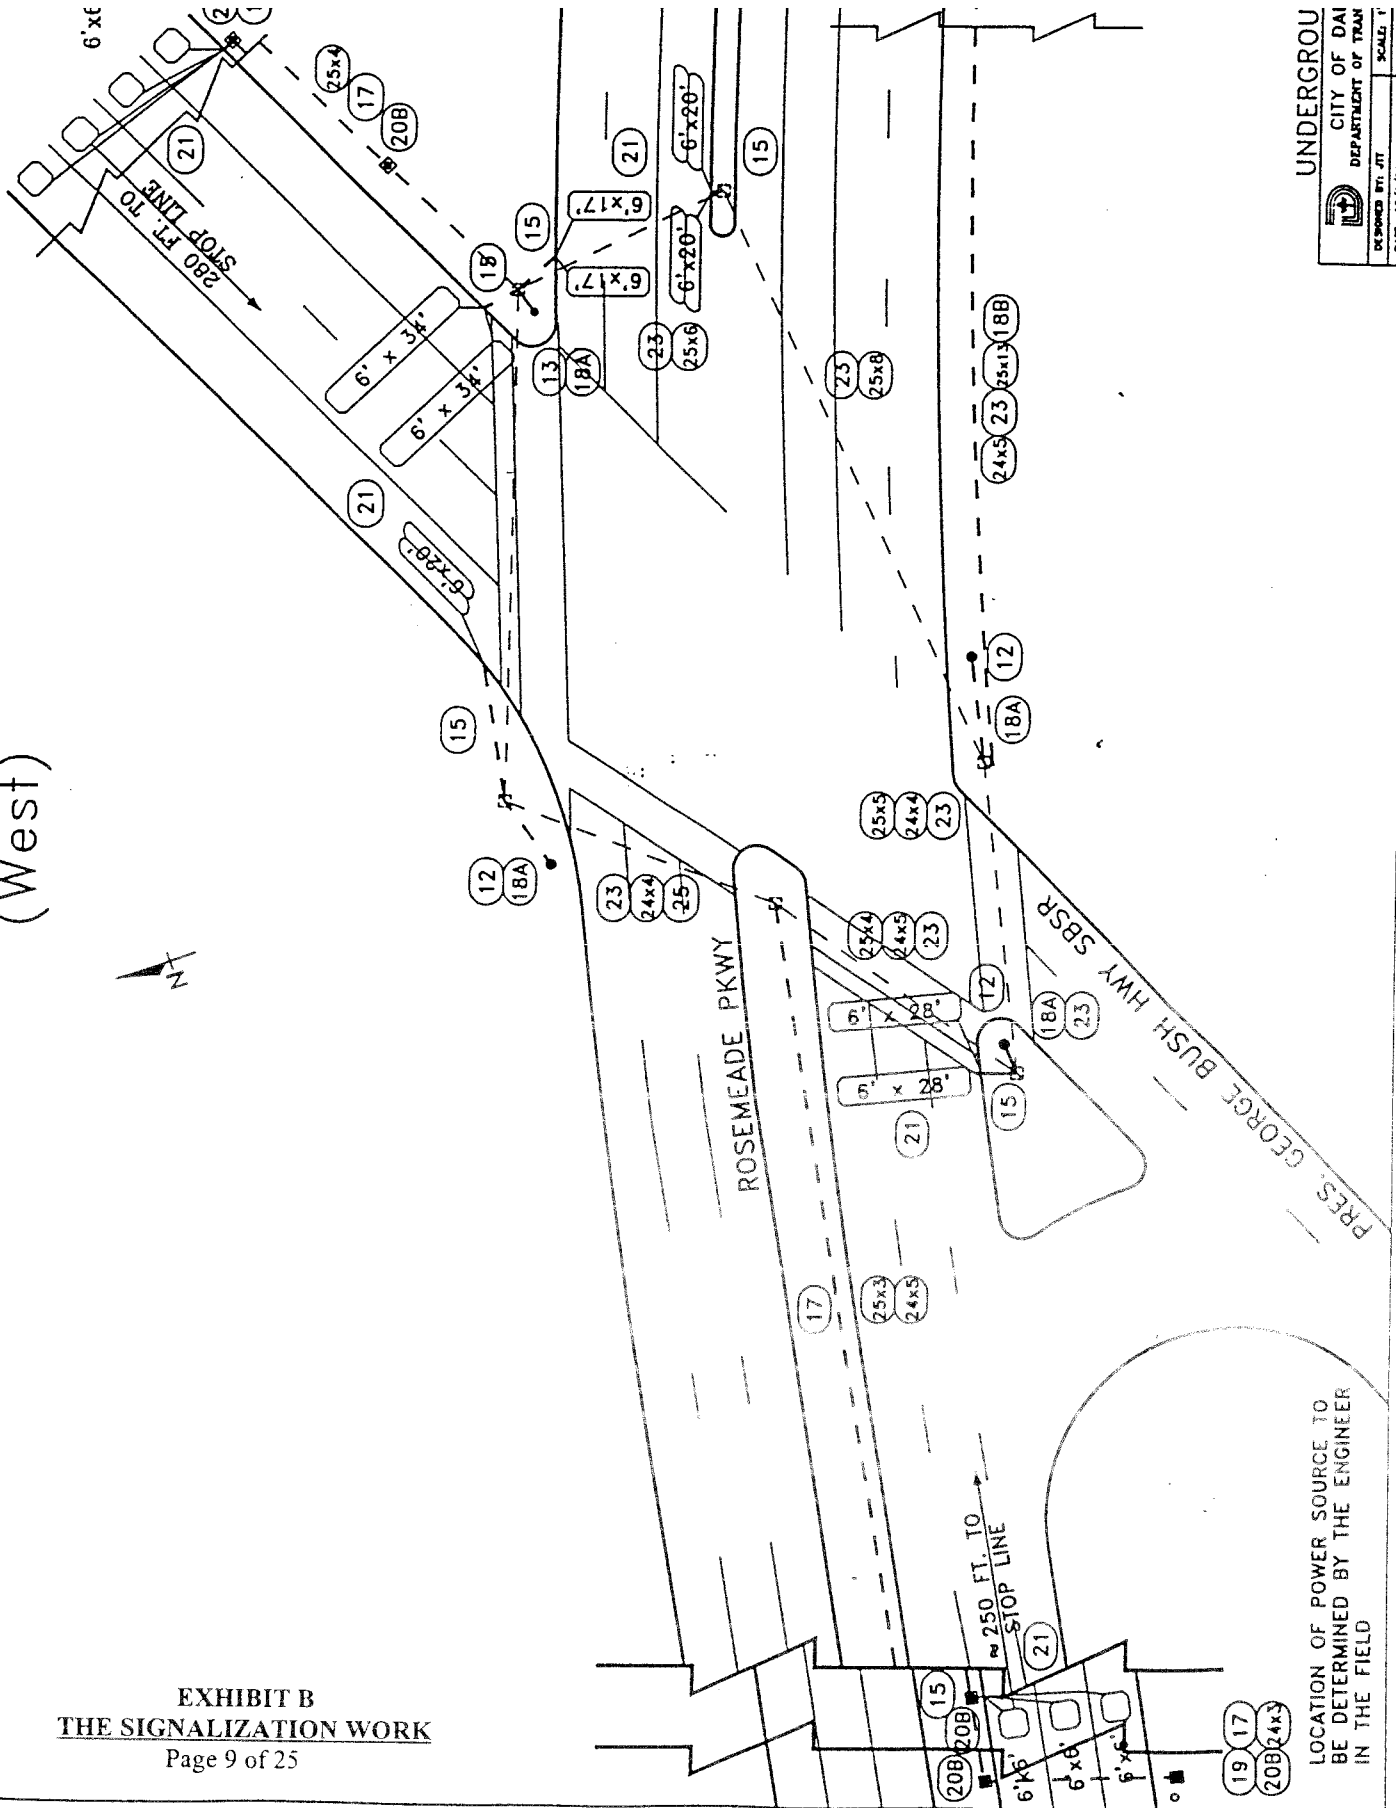 (West)
6'x6
21
280 FT. TO
STOP LINE
25x4
17
20B
15
15
6'x17'
6'x17'
21
6'x20'
6'x20'
15
6' x 34'
6' x 34'
13
18A
23
25x6
23
25x8
18B
25x13
23
24x5
21
6'x20'
15
12
18A
12
18A
23
24x4
25
25x5
24x4
23
25x4
24x5
23
12
18A
23
6' x 28'
6' x 28'
15
21
ROSEMEADE PKWY
PRES. GEORGE BUSH HWY SBSR
N
17
25x3
24x5
250 FT. TO
STOP LINE
21
15
20B
20B
6'x6'
6'x6'
6'x6'
19
17
20B
24x3
LOCATION OF POWER SOURCE TO
BE DETERMINED BY THE ENGINEER
IN THE FIELD
UNDERGROU
CITY OF DAL
DEPARTMENT OF TRAN
DESIGNED BY: JTT
SCALE: 1"
EXHIBIT B
THE SIGNALIZATION WORK
Page 9 of 25